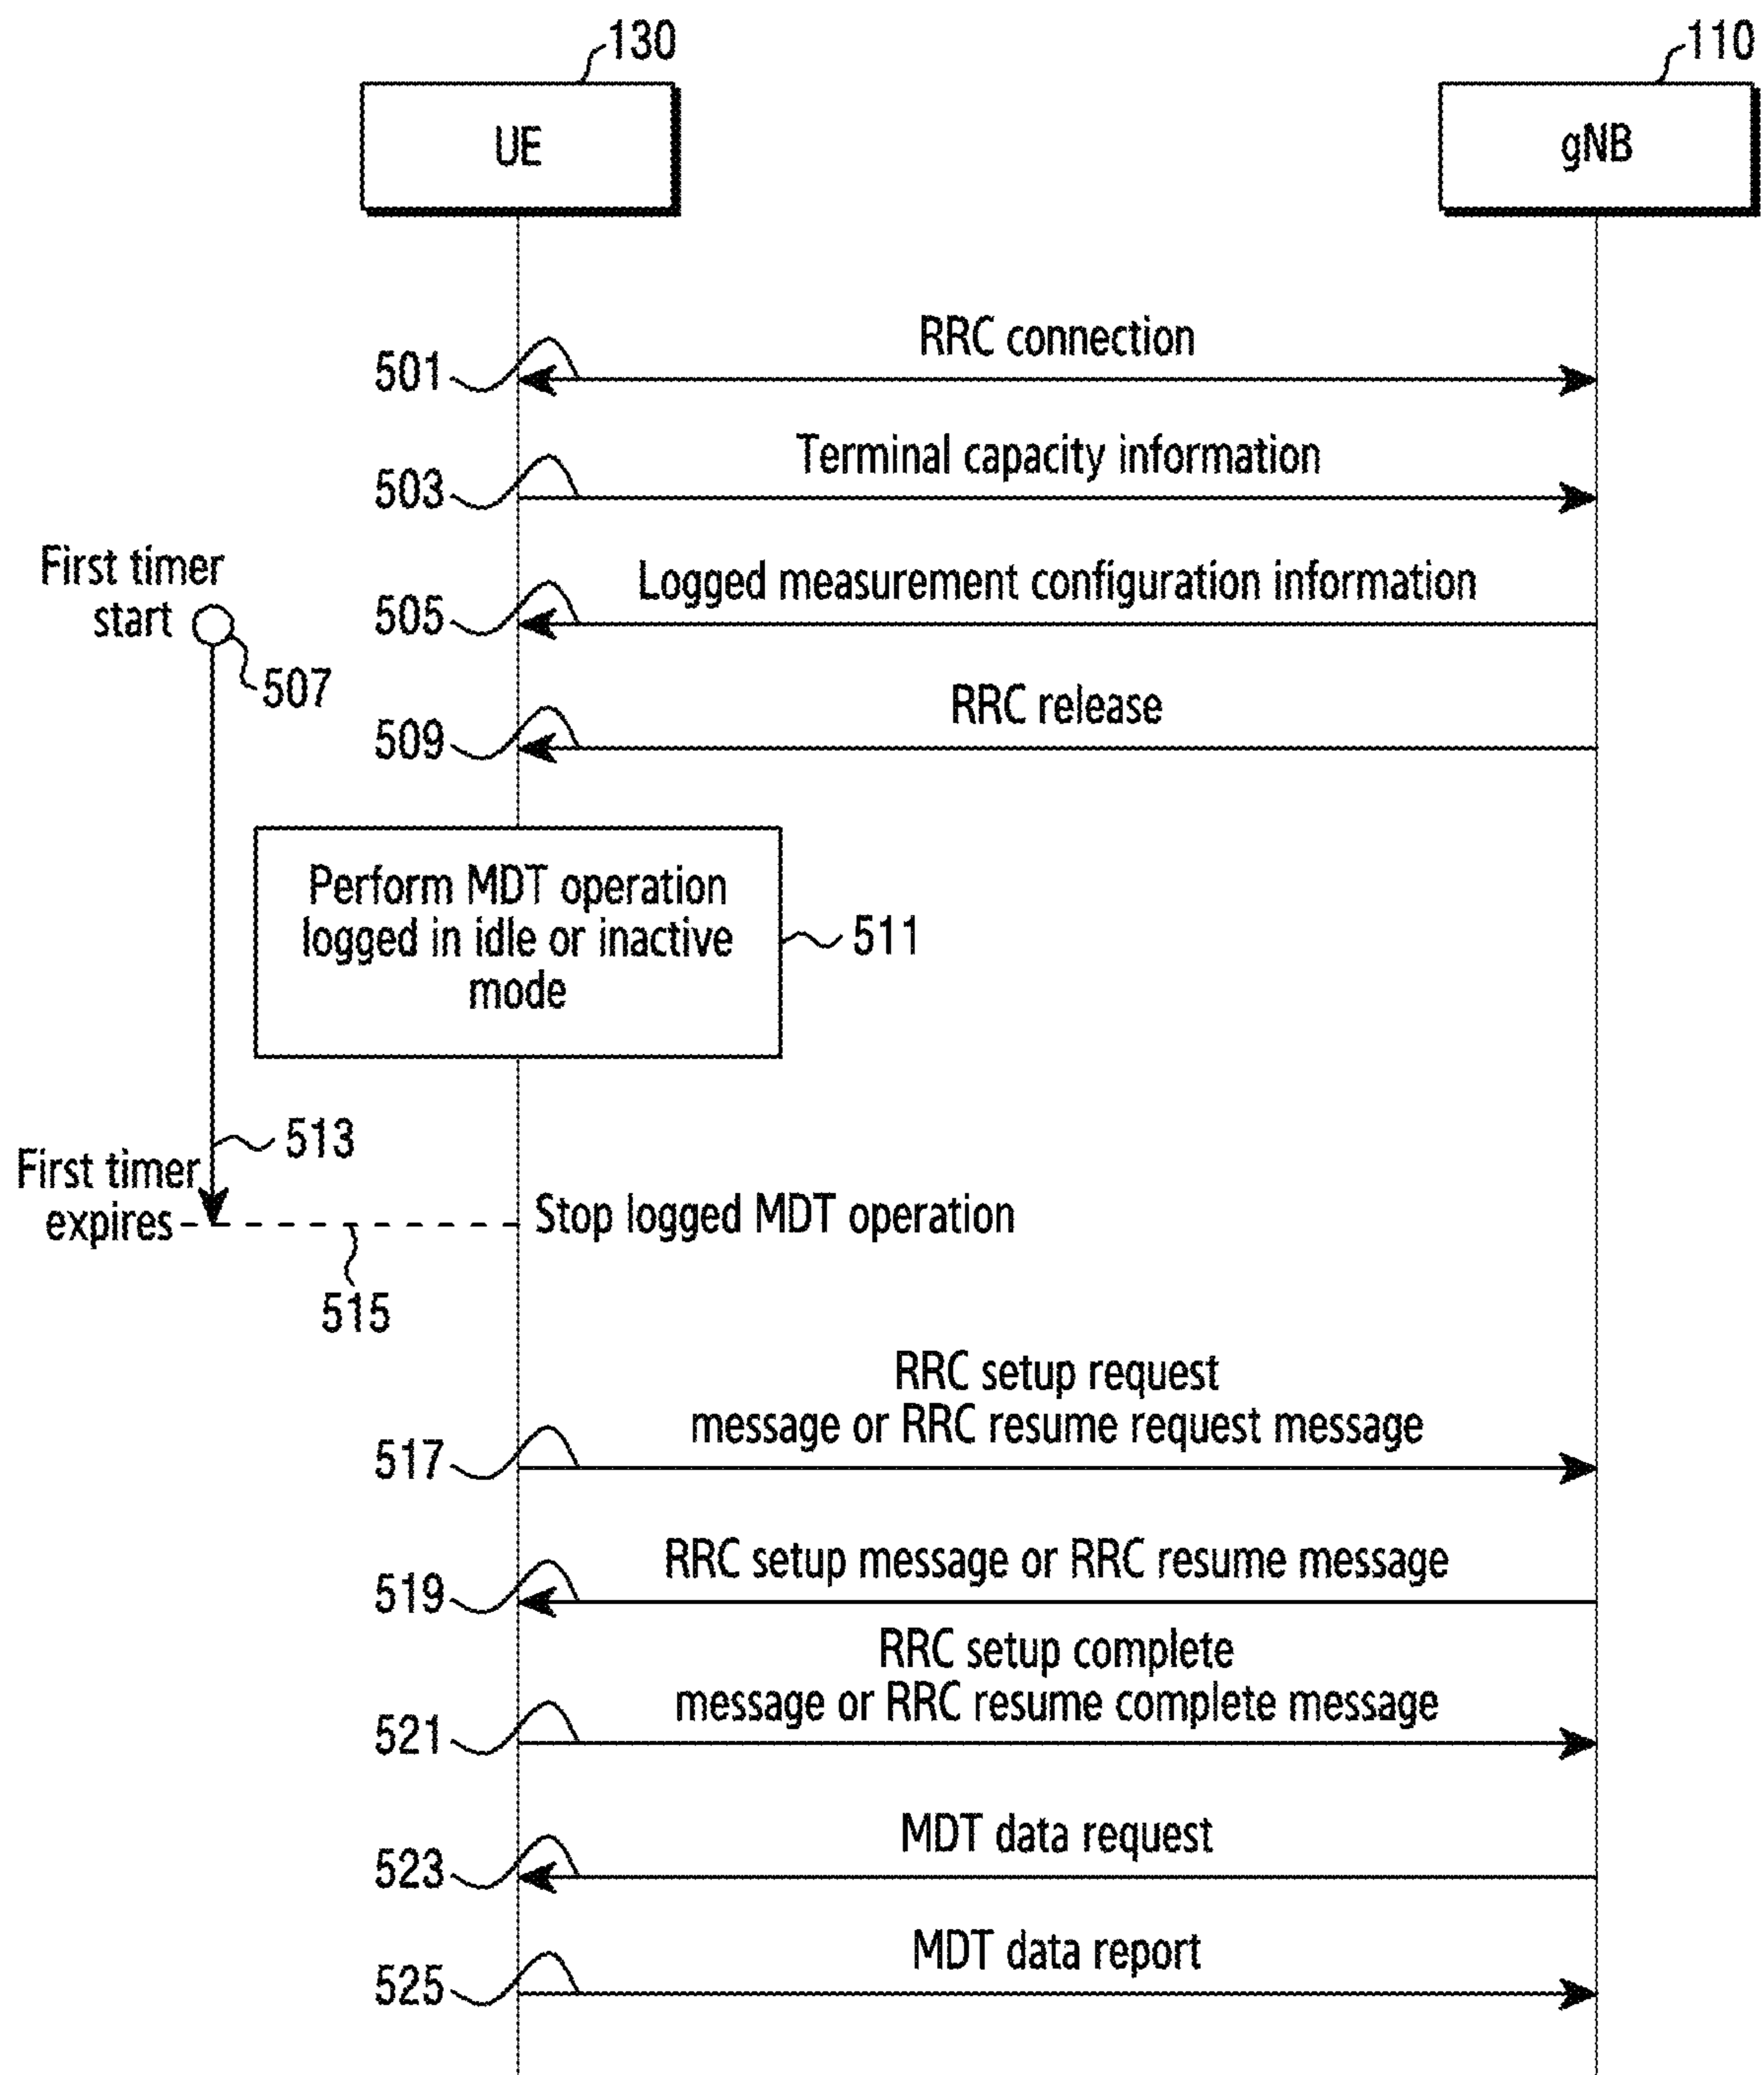 130
110
UE
gNB
RRC connection
501
Terminal capacity information
503
First timer
start
Logged measurement configuration information
505
507
RRC release
509
Perform MDT operation
logged in idle or inactive
mode
511
513
First timer
expires
Stop logged MDT operation
515
RRC setup request
message or RRC resume request message
517
RRC setup message or RRC resume message
519
RRC setup complete
message or RRC resume complete message
521
MDT data request
523
MDT data report
525